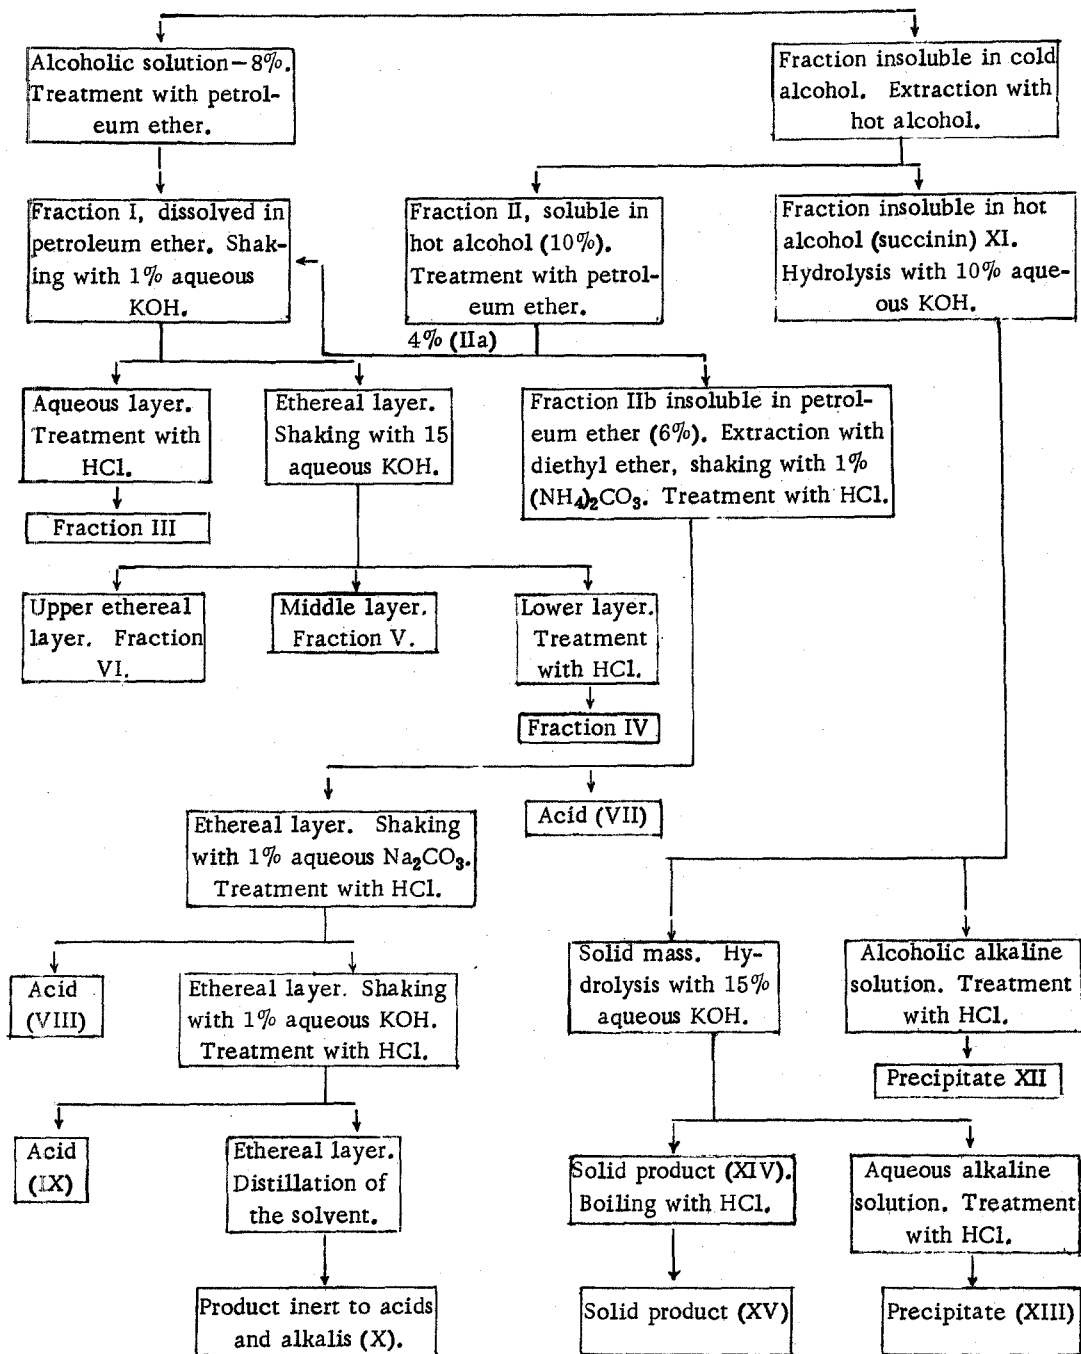 Alcoholic solution—8%.
Treatment with petrol-
eum ether.
Fraction insoluble in cold
alcohol. Extraction with
hot alcohol.
Fraction I, dissolved in
petroleum ether. Shak-
ing with 1% aqueous
KOH.
Fraction II, soluble in
hot alcohol (10%).
Treatment with petrol-
eum ether.
Fraction insoluble in hot
alcohol (succinin) XI.
Hydrolysis with 10% aque-
ous KOH.
4% (IIa)
Aqueous layer.
Treatment with
HCl.
Ethereal layer.
Shaking with 15
aqueous KOH.
Fraction IIb insoluble in petrol-
eum ether (6%). Extraction with
diethyl ether, shaking with 1%
(NH₄)₂CO₃. Treatment with HCl.
Fraction III
Upper ethereal
layer. Fraction
VI.
Middle layer.
Fraction V.
Lower layer.
Treatment
with HCl.
Fraction IV
Ethereal layer. Shaking
with 1% aqueous Na₂CO₃.
Treatment with HCl.
Acid (VII)
Acid
(VIII)
Ethereal layer. Shaking
with 1% aqueous KOH.
Treatment with HCl.
Solid mass. Hy-
drolysis with 15%
aqueous KOH.
Alcoholic alkaline
solution. Treatment
with HCl.
Precipitate XII
Acid
(IX)
Ethereal layer.
Distillation of
the solvent.
Solid product (XIV).
Boiling with HCl.
Aqueous alkaline
solution. Treatment
with HCl.
Product inert to acids
and alkalis (X).
Solid product (XV)
Precipitate (XIII)